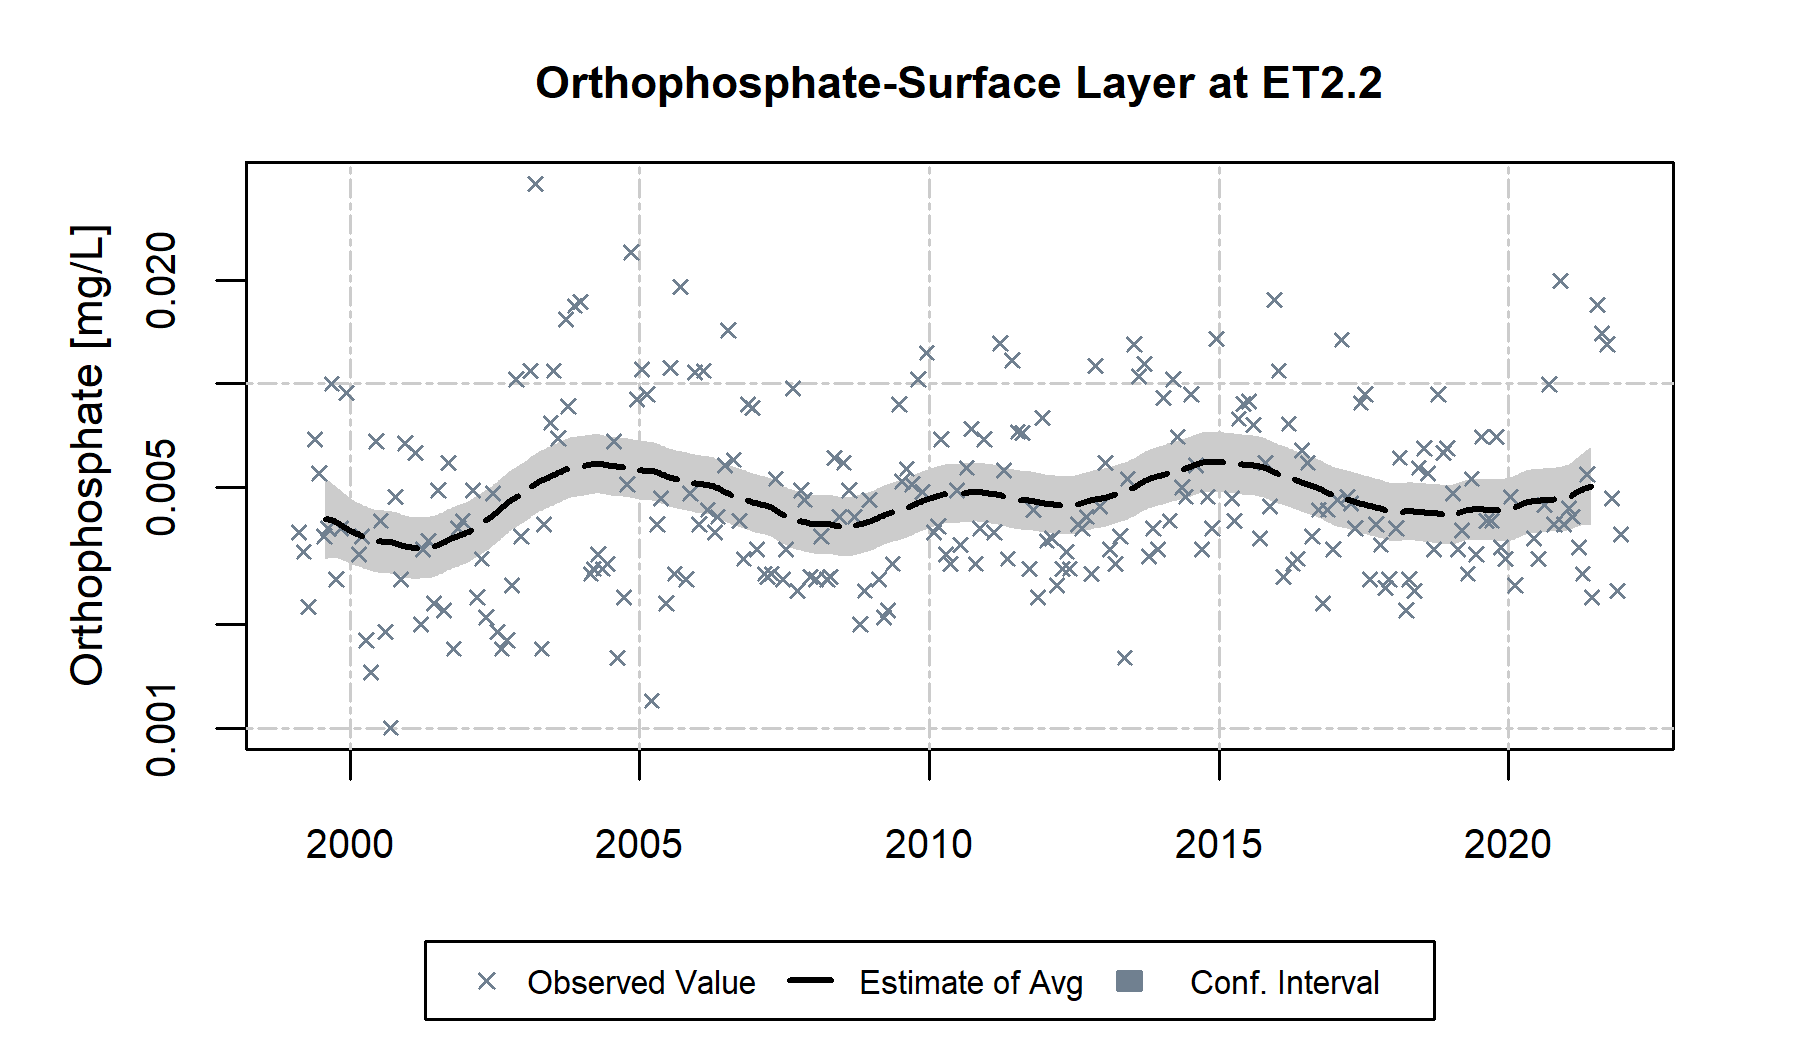 Orthophosphate-Surface Layer at ET2.2
Orthophosphate [mg/L]
0.020
0.005
0.001
2000 2005 2010 2015 2020
Observed Value Estimate of Avg Conf. Interval